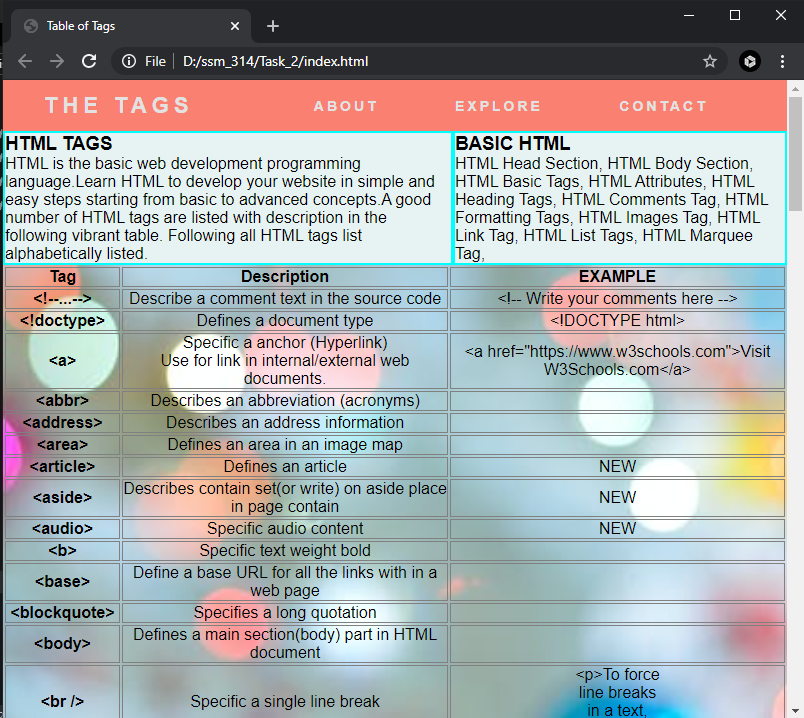 Table of Tags
File
D:/ssm_314/Task_2/index.html
THE TAGS
ABOUT
EXPLORE
CONTACT
HTML TAGS
HTML is the basic web development programming
language.Learn HTML to develop your website in simple and
easy steps starting from basic to advanced concepts.A good
number of HTML tags are listed with description in the
following vibrant table. Following all HTML tags list
alphabetically listed.
BASIC HTML
HTML Head Section, HTML Body Section,
HTML Basic Tags, HTML Attributes, HTML
Heading Tags, HTML Comments Tag, HTML
Formatting Tags, HTML Images Tag, HTML
Link Tag, HTML List Tags, HTML Marquee
Tag,
Tag Description EXAMPLE
<!--...--> Describe a comment text in the source code <!-- Write your comments here -->
<!doctype> Defines a document type <!DOCTYPE html>
<a>
Specific a anchor (Hyperlink)
Use for link in internal/external web
documents.
<a href="https://www.w3schools.com">Visit
W3Schools.com</a>
<abbr> Describes an abbreviation (acronyms)
<address> Describes an address information
<area> Defines an area in an image map
<article> Defines an article NEW
<aside>
Describes contain set(or write) on aside place
in page contain
NEW
<audio> Specific audio content NEW
<b> Specific text weight bold
<base>
Define a base URL for all the links with in a
web page
<blockquote> Specifies a long quotation
<body>
Defines a main section(body) part in HTML
document
<br /> Specific a single line break
<p>To force
line breaks
in a text,